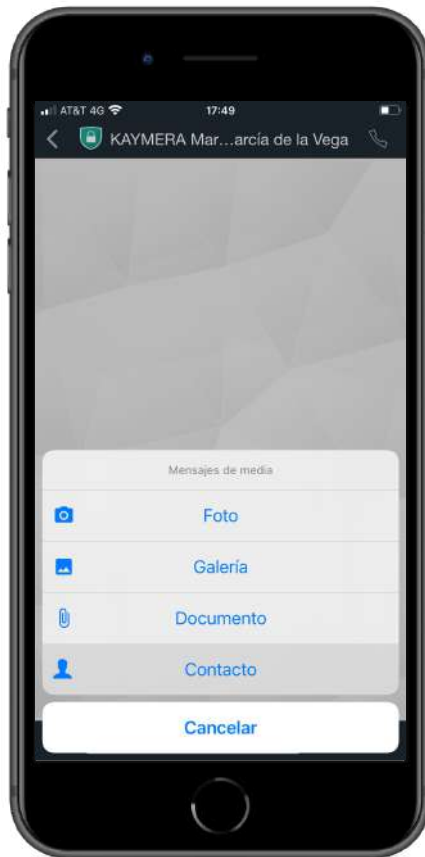 AT&T 4G 17:49
KAYMERA Mar...arcía de la Vega
Mensajes de media
Foto
Galería
Documento
Contacto
Cancelar